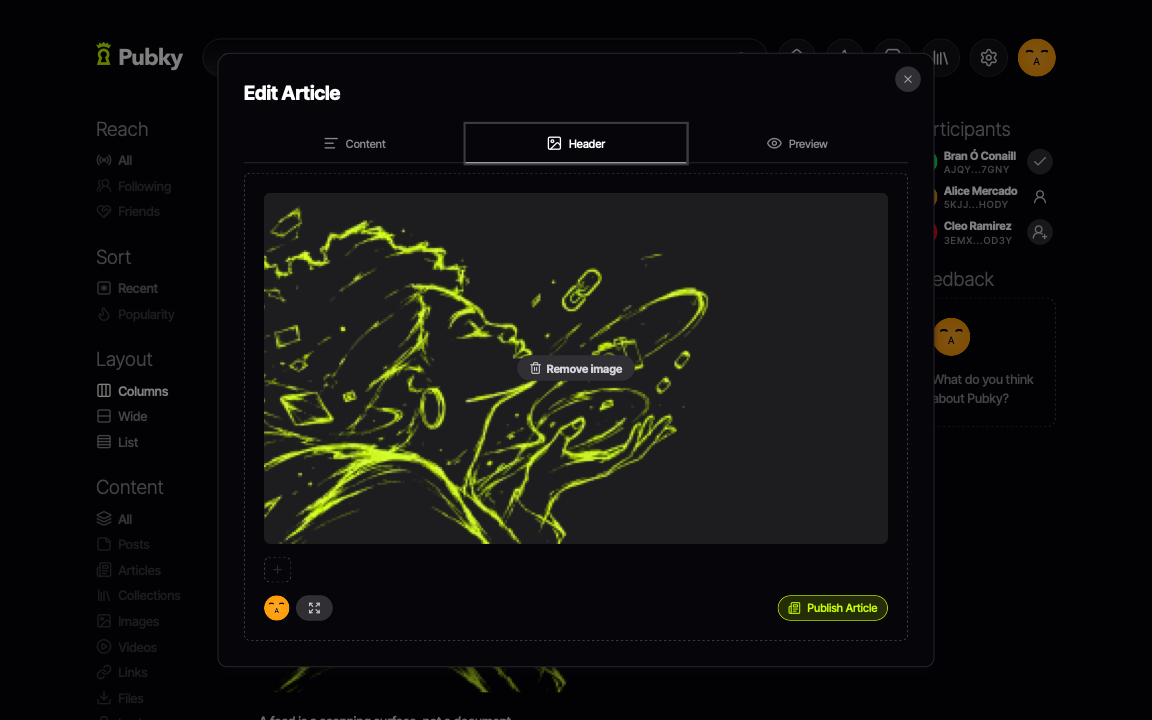 Pubky
Edit Article
Content
Header
Preview
Reach
All
Following
Friends
Sort
Recent
Popularity
Layout
Columns
Wide
List
Content
All
Posts
Articles
Collections
Images
Videos
Links
Files
Remove image
A
Publish Article
A
rticipants
Bran Ó Conaill
AJQY...7GNY
Alice Mercado
5KJJ...HODY
Cleo Ramirez
3EMX...OD3Y
edback
A
What do you think
about Pubky?